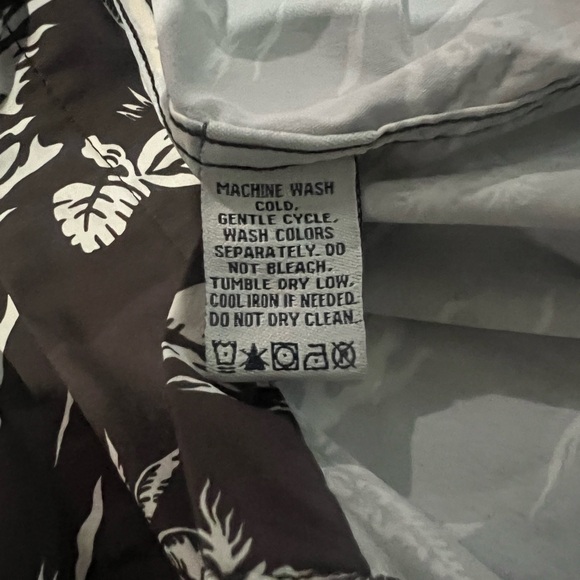 MACHINE WASH
COLD,
GENTLE CYCLE,
WASH COLORS
SEPARATELY. DO
NOT BLEACH.
TUMBLE DRY LOW.
COOL IRON IF NEEDED.
DO NOT DRY CLEAN.